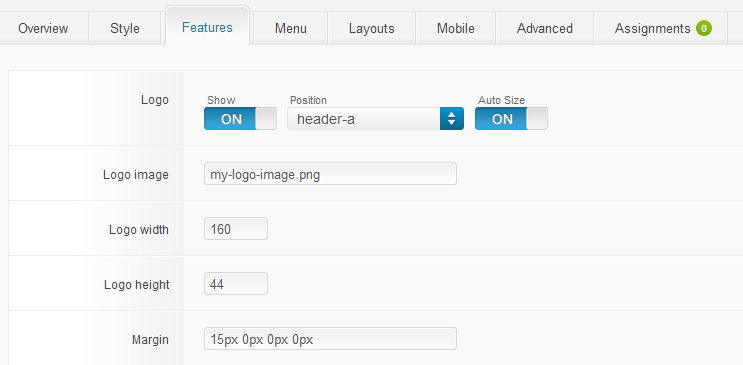 Overview Style Features Menu Layouts Mobile Advanced Assignments 0
Show Position Auto Size
Logo ON header-a ON
Logo image my-logo-image.png
Logo width 160
Logo height 44
Margin 15px 0px 0px 0px